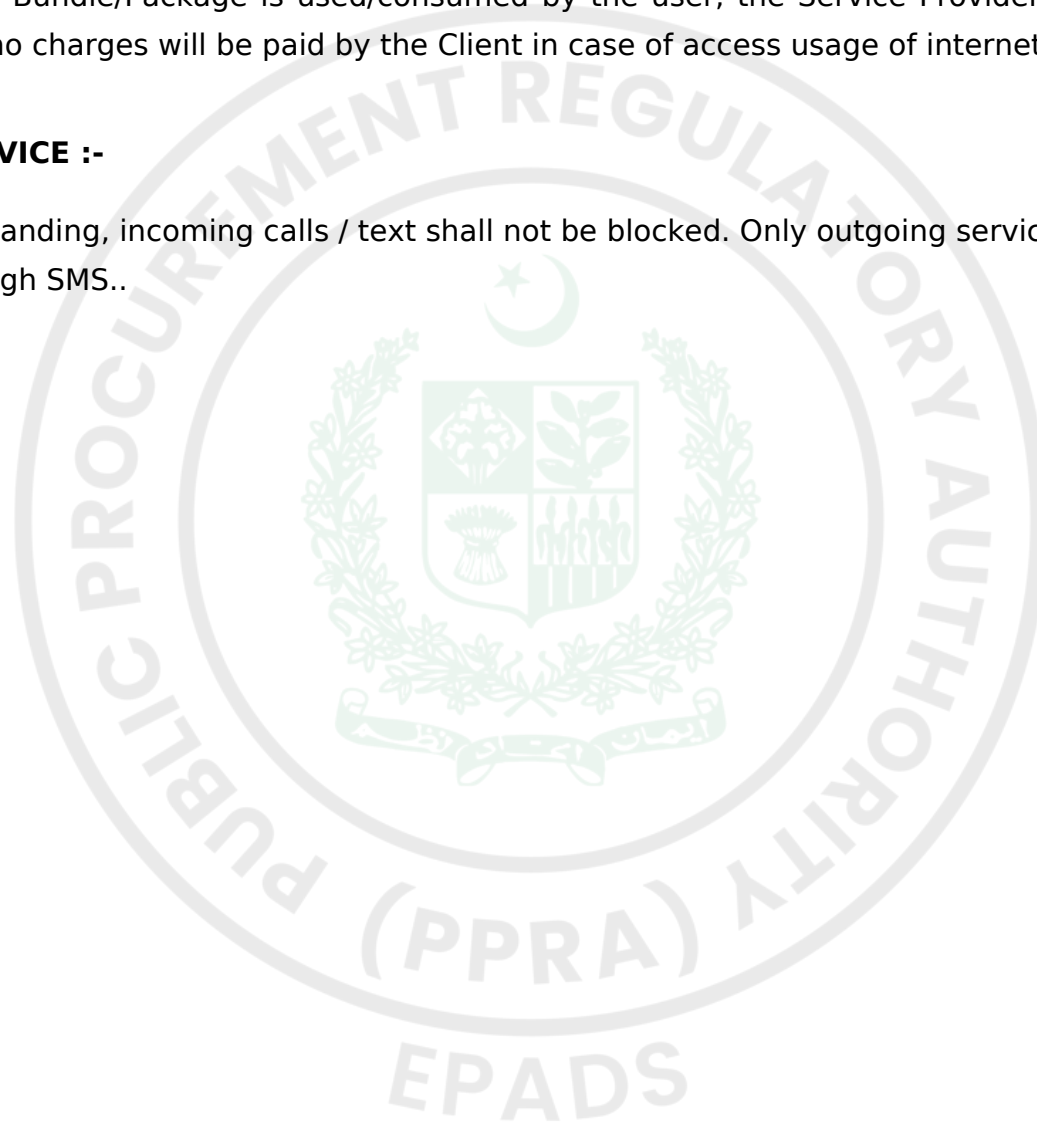 Bundle/Package is used/consumed by the user, the Service Provider
no charges will be paid by the Client in case of access usage of internet
VICE :-
anding, incoming calls / text shall not be blocked. Only outgoing servic
gh SMS..
PUBLIC PROCUREMENT REGULATORY AUTHORITY
(PPRA)
EPADS